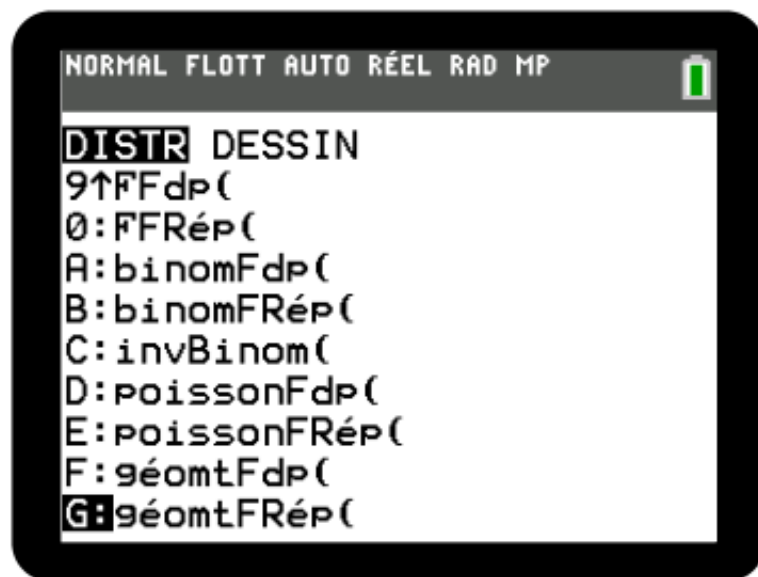 NORMAL FLOTT AUTO RÉEL RAD MP
DISTR DESSIN
9↑FFdp(
0:FFRép(
A:binomFdp(
B:binomFRép(
C:invBinom(
D:poissonFdp(
E:poissonFRép(
F:géomtFdp(
G:géomtFRép(